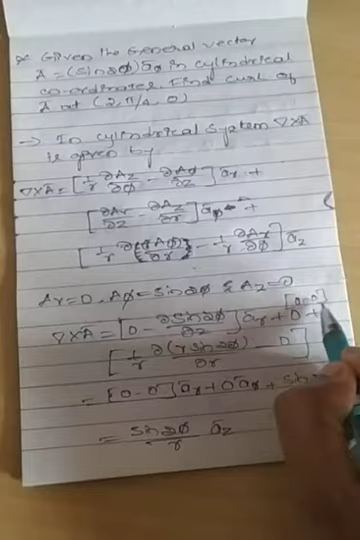 * Given the General vector
A = (sin2ϕ) āϕ in cylindrical
co-ordinates. Find curl of
A at (2, π/4, 0)
→ In cylindrical System ∇×Ā
is given by
∇×Ā = [1/r ∂Az/∂ϕ - ∂Aϕ/∂z] ār +
[∂Ar/∂z - ∂Az/∂r] āϕ +
[1/r ∂(rAϕ)/∂r - 1/r ∂Ar/∂ϕ] āz
Ar = 0, Aϕ = sin2ϕ & Az = 0
∇×Ā = [0 - ∂sin2ϕ/∂z] ār + [0-0] 0 +
[1/r ∂(r sin2ϕ)/∂r - 0]
= [0-0] ār + 0āϕ + sin
= sin2ϕ/r āz